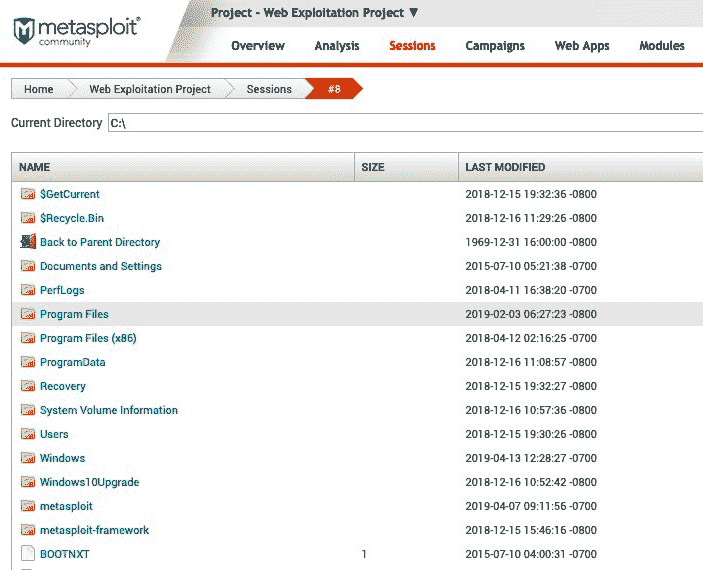 metasploit®
community
Project - Web Exploitation Project ▼
Overview Analysis Sessions Campaigns Web Apps Modules
Home Web Exploitation Project Sessions #8
Current Directory C:\
NAME SIZE LAST MODIFIED
$GetCurrent 2018-12-15 19:32:36 -0800
$Recycle.Bin 2018-12-16 11:29:26 -0800
Back to Parent Directory 1969-12-31 16:00:00 -0800
Documents and Settings 2015-07-10 05:21:38 -0700
PerfLogs 2018-04-11 16:38:20 -0700
Program Files 2019-02-03 06:27:23 -0800
Program Files (x86) 2018-04-12 02:16:25 -0700
ProgramData 2018-12-16 11:08:57 -0800
Recovery 2018-12-15 19:32:27 -0800
System Volume Information 2018-12-16 10:57:36 -0800
Users 2018-12-15 19:30:26 -0800
Windows 2019-04-13 12:28:27 -0700
Windows10Upgrade 2018-12-16 10:52:42 -0800
metasploit 2019-04-07 09:11:56 -0700
metasploit-framework 2018-12-15 15:46:16 -0800
BOOTNXT 1 2015-07-10 04:00:31 -0700